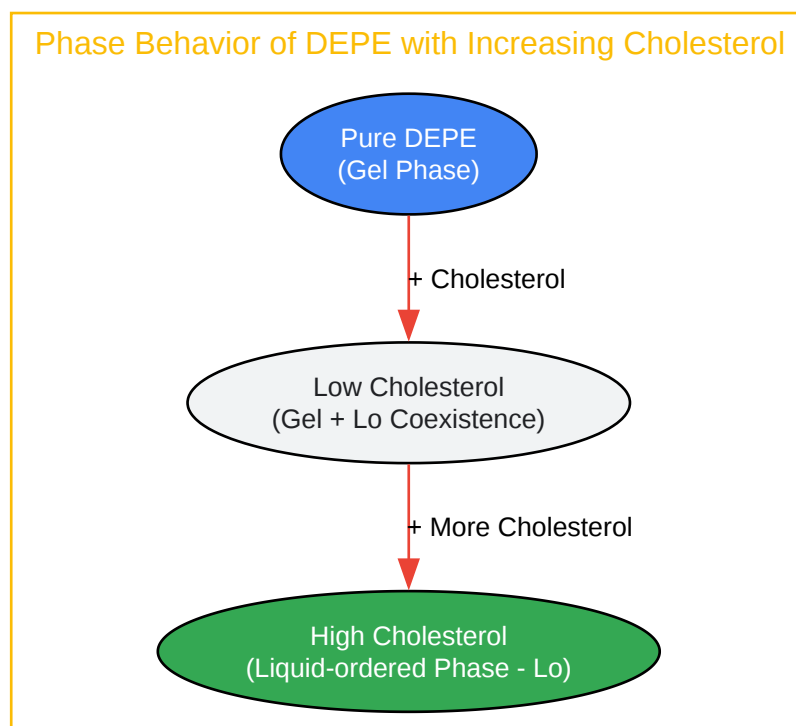 Phase Behavior of DEPE with Increasing Cholesterol
Pure DEPE
(Gel Phase)
+ Cholesterol
Low Cholesterol
(Gel + Lo Coexistence)
+ More Cholesterol
High Cholesterol
(Liquid-ordered Phase - Lo)